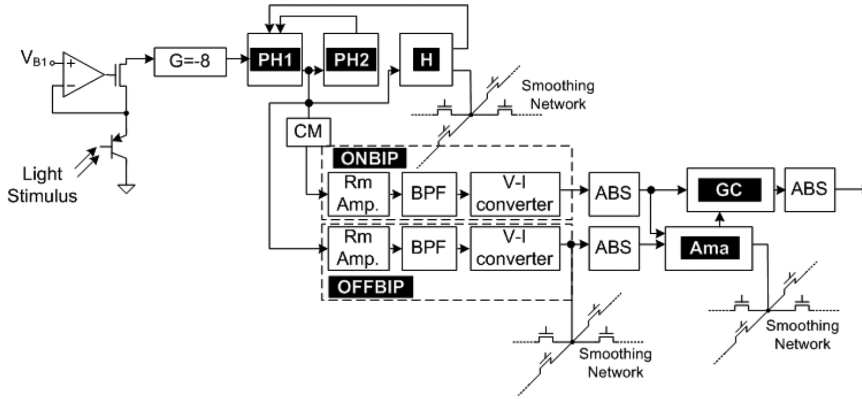 V_B1
G=-8
PH1
PH2
H
Smoothing
Network
CM
Light
Stimulus
ONBIP
Rm
Amp.
BPF
V-I
converter
ABS
GC
ABS
Rm
Amp.
BPF
V-I
converter
ABS
Ama
OFFBIP
Smoothing
Network
Smoothing
Network